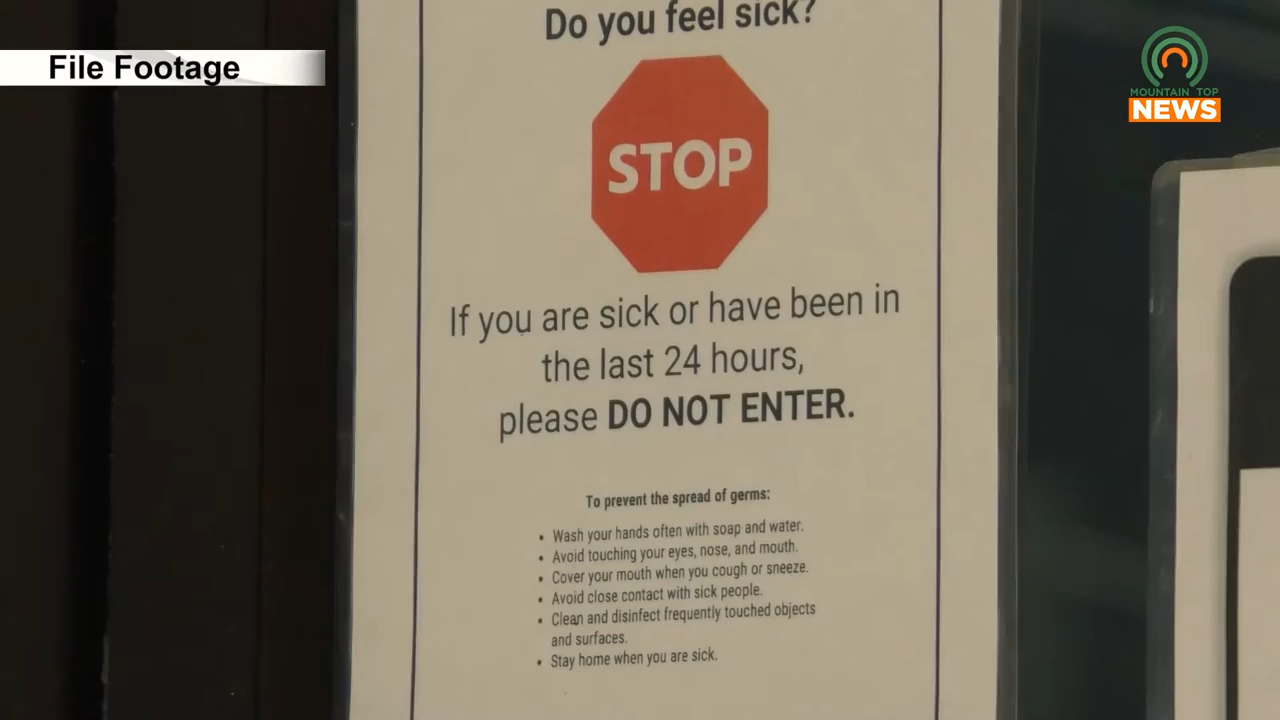 File Footage
MOUNTAIN TOP
NEWS
Do you feel sick?
STOP
If you are sick or have been in
the last 24 hours,
please DO NOT ENTER.
To prevent the spread of germs:
• Wash your hands often with soap and water.
• Avoid touching your eyes, nose, and mouth.
• Cover your mouth when you cough or sneeze.
• Avoid close contact with sick people.
• Clean and disinfect frequently touched objects
and surfaces.
• Stay home when you are sick.